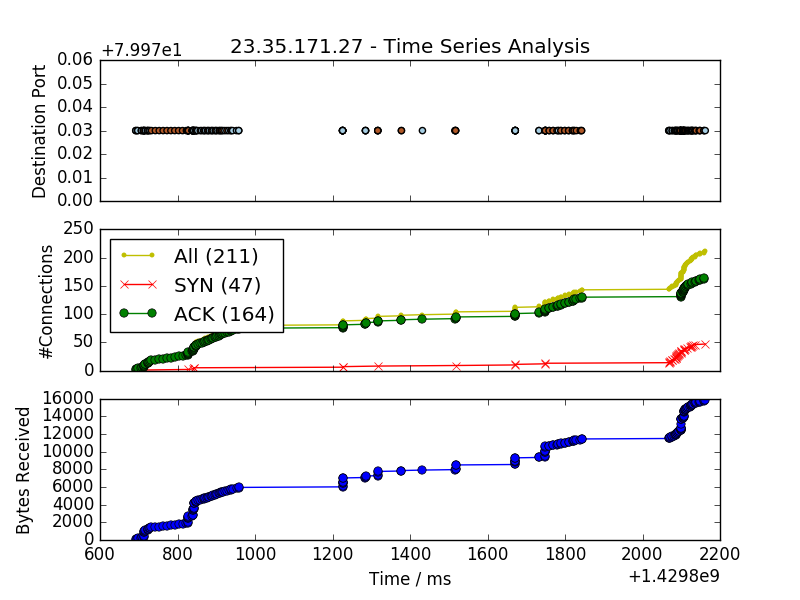 +7.997e1
23.35.171.27 - Time Series Analysis
0.06
0.05
0.04
0.03
0.02
0.01
0.00
Destination Port
250
200
150
100
50
0
#Connections
All (211)
SYN (47)
ACK (164)
16000
14000
12000
10000
8000
6000
4000
2000
0
Bytes Received
600 800 1000 1200 1400 1600 1800 2000 2200
Time / ms
+1.4298e9